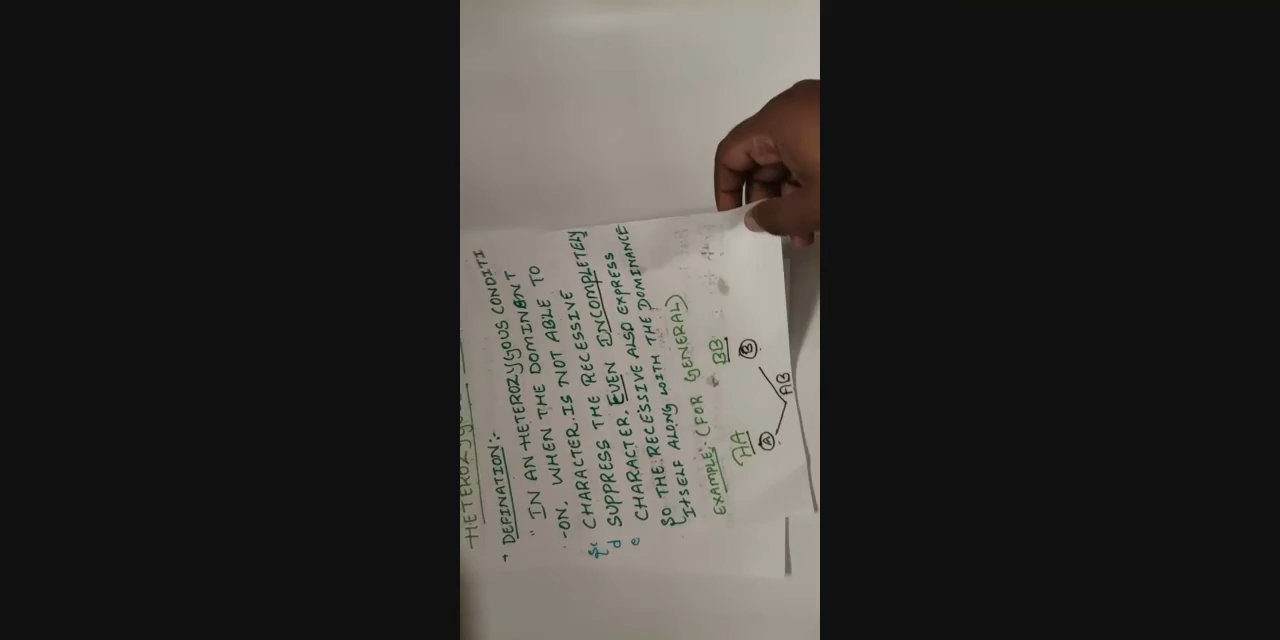 HETEROZYGOUS
→ DEFINATION:-
" IN AN HETEROZYGOUS CONDITI
-ON, WHEN THE DOMINANT
CHARACTER IS NOT ABLE TO
SUPPRESS THE RECESSIVE
CHARACTER, EVEN INCOMPLETELY
SO THE RECESSIVE ALSO EXPRESS
ITSELF ALONG WITH THE DOMINANCE
EXAMPLE: (FOR GENERAL)
AA BB
A B
AB